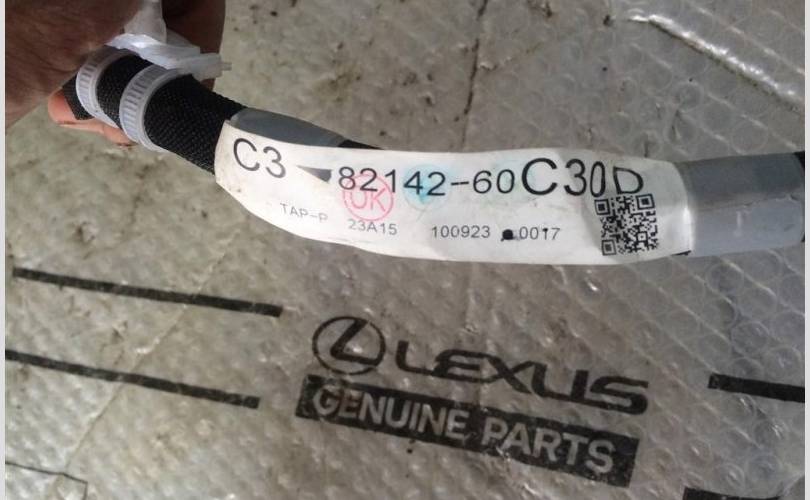 C3 82142-60C30D
UK
TAP-P 23A15 100923 0017
LEXUS
GENUINE PARTS